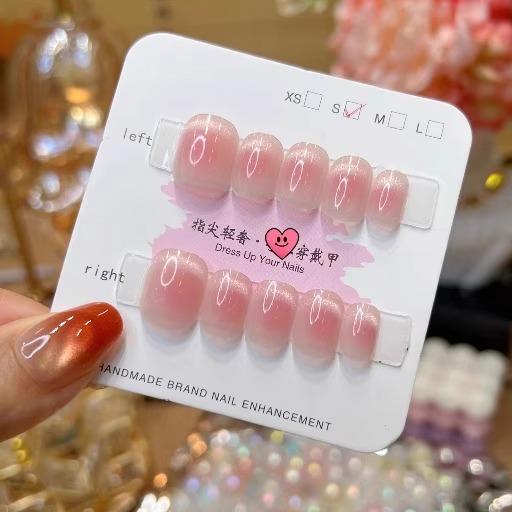 XS S M L
left
指尖轻奢·穿戴甲
Dress Up Your Nails
right
HANDMADE BRAND NAIL ENHANCEMENT